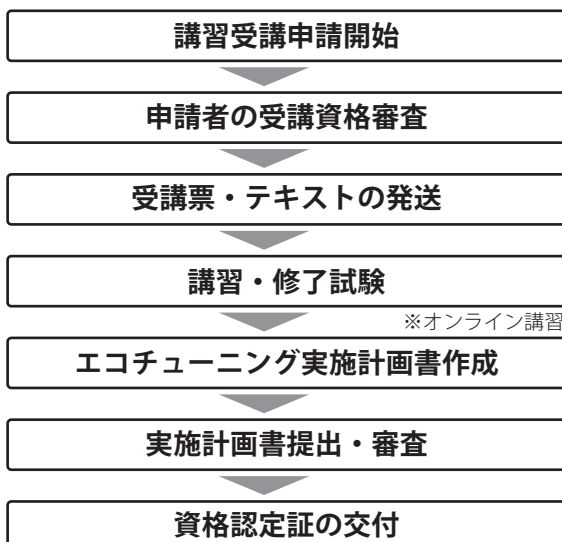 講習受講申請開始
申請者の受講資格審査
受講票・テキストの発送
講習・修了試験
※オンライン講習
エコチューニング実施計画書作成
実施計画書提出・審査
資格認定証の交付